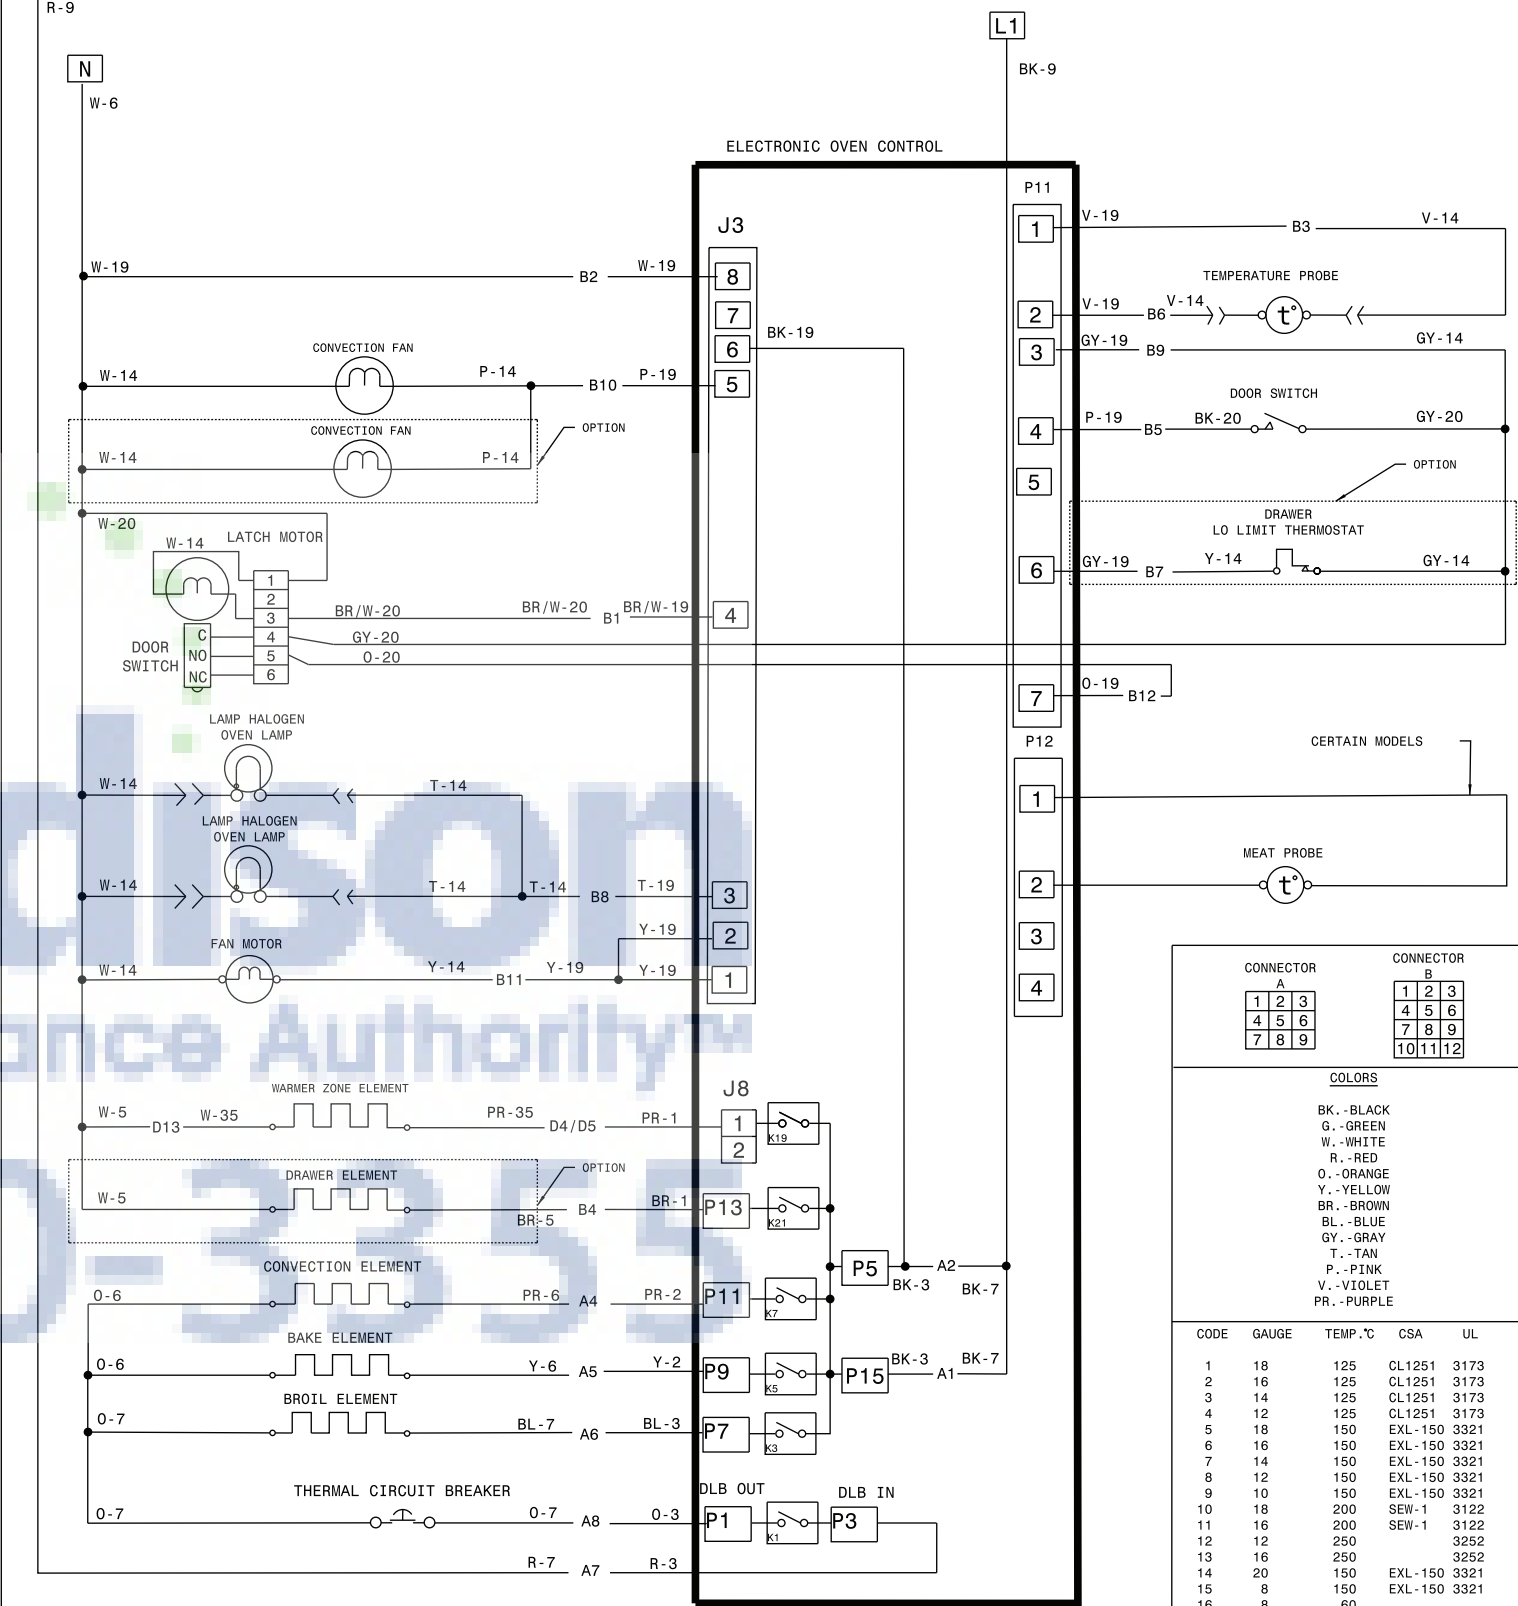 R-9
L1
N
BK-9
W-6
ELECTRONIC OVEN CONTROL
P11
J3
1
V-19
B3
V-14
W-19
B2
W-19
8
TEMPERATURE PROBE
7
2
V-19
B6
V-14
t°
BK-19
CONVECTION FAN
6
3
GY-19
B9
GY-14
W-14
P-14
B10
P-19
5
DOOR SWITCH
CONVECTION FAN
OPTION
4
P-19
B5
BK-20
GY-20
W-14
P-14
OPTION
5
W-20
DRAWER
LO LIMIT THERMOSTAT
LATCH MOTOR
W-14
6
GY-19
B7
Y-14
GY-14
1
2
3
4
5
6
BR/W-20
BR/W-20
B1
BR/W-19
4
DOOR
SWITCH
C
NO
NC
GY-20
O-20
7
O-19
B12
LAMP HALOGEN
OVEN LAMP
P12
CERTAIN MODELS
W-14
T-14
1
LAMP HALOGEN
OVEN LAMP
MEAT PROBE
W-14
T-14
T-14
B8
T-19
3
2
t°
Y-19
2
3
FAN MOTOR
W-14
Y-14
B11
Y-19
Y-19
1
4
CONNECTOR
A
1 2 3
4 5 6
7 8 9
CONNECTOR
B
1 2 3
4 5 6
7 8 9
10 11 12
dison
ance Authority™
0-3355
WARMER ZONE ELEMENT
J8
W-5
D13
W-35
PR-35
D4/D5
PR-1
1
2
K19
DRAWER ELEMENT
OPTION
W-5
BR-5
B4
BR-1
P13
K21
CONVECTION ELEMENT
P5
A2
BK-3
BK-7
O-6
PR-6
A4
PR-2
P11
K7
BAKE ELEMENT
O-6
Y-6
A5
Y-2
P9
K5
P15
BK-3
A1
BK-7
BROIL ELEMENT
O-7
BL-7
A6
BL-3
P7
K3
THERMAL CIRCUIT BREAKER
DLB OUT
DLB IN
O-7
O-7
A8
O-3
P1
K1
P3
R-7
A7
R-3
COLORS
BK.-BLACK
G.-GREEN
W.-WHITE
R.-RED
O.-ORANGE
Y.-YELLOW
BR.-BROWN
BL.-BLUE
GY.-GRAY
T.-TAN
P.-PINK
V.-VIOLET
PR.-PURPLE
CODE GAUGE TEMP.°C CSA UL
1 18 125 CL1251 3173
2 16 125 CL1251 3173
3 14 125 CL1251 3173
4 12 125 CL1251 3173
5 18 150 EXL-150 3321
6 16 150 EXL-150 3321
7 14 150 EXL-150 3321
8 12 150 EXL-150 3321
9 10 150 EXL-150 3321
10 18 200 SEW-1 3122
11 16 200 SEW-1 3122
12 12 250 3252
13 16 250 3252
14 20 150 EXL-150 3321
15 8 150 EXL-150 3321
16 8 60